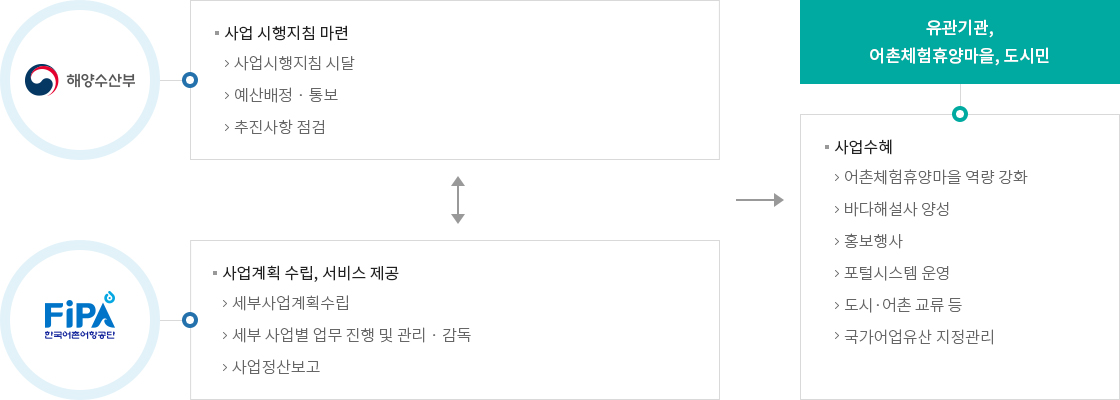 해양수산부
사업 시행지침 마련
사업시행지침 시달
예산배정 · 통보
추진사항 점검
FiPA
한국어촌어항공단
사업계획 수립, 서비스 제공
세부사업계획수립
세부 사업별 업무 진행 및 관리 · 감독
사업정산보고
유관기관,
어촌체험휴양마을, 도시민
사업수혜
어촌체험휴양마을 역량 강화
바다해설사 양성
홍보행사
포털시스템 운영
도시·어촌 교류 등
국가어업유산 지정관리